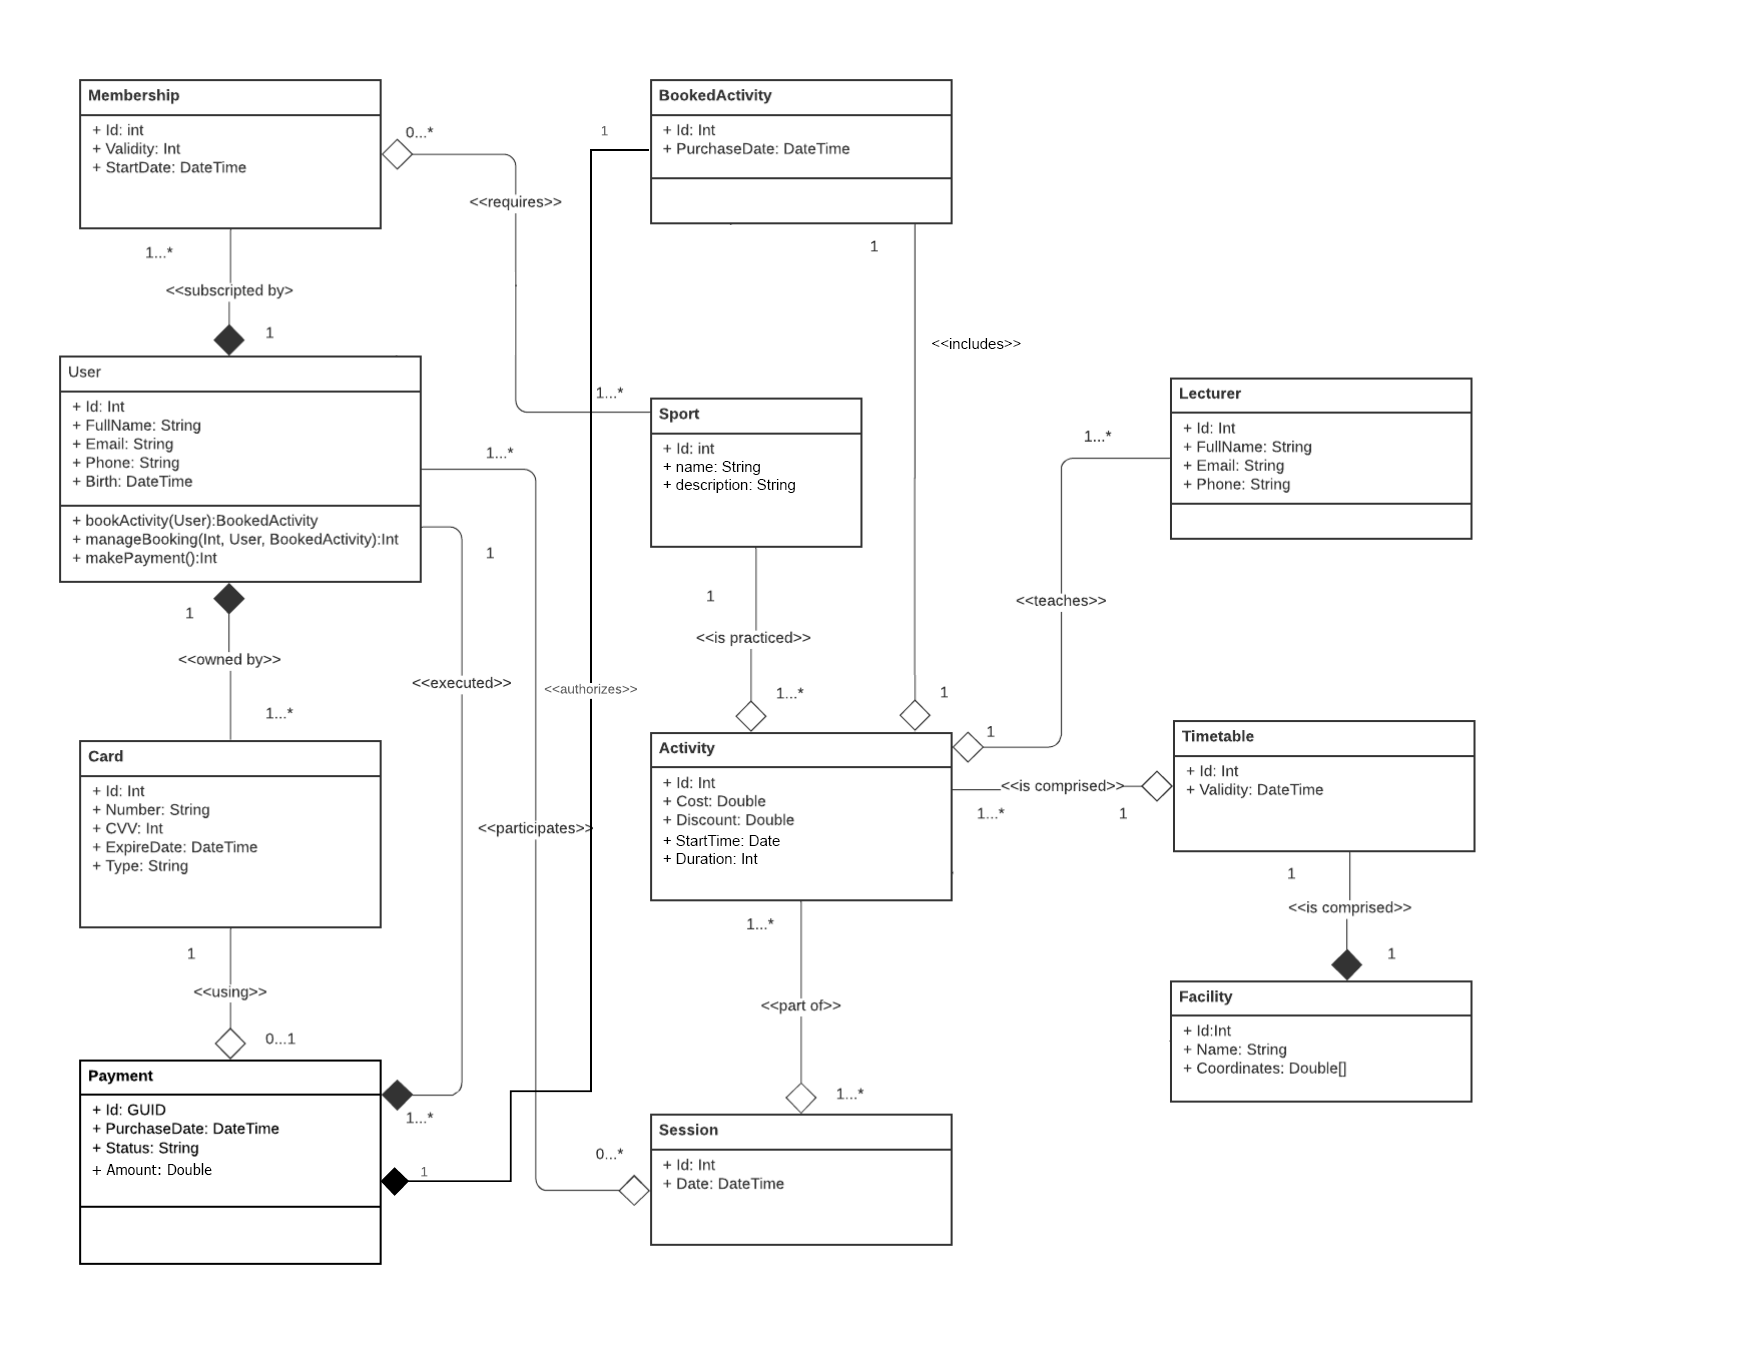 Membership
+ Id: int
+ Validity: Int
+ StartDate: DateTime
0...*
<<requires>>
1...*
1
BookedActivity
+ Id: Int
+ PurchaseDate: DateTime
1
<<includes>>
1
1...*
<<subscripted by>
1
User
+ Id: Int
+ FullName: String
+ Email: String
+ Phone: String
+ Birth: DateTime
+ bookActivity(User):BookedActivity
+ manageBooking(Int, User, BookedActivity):Int
+ makePayment():Int
1...*
1
Sport
+ Id: int
+ name: String
+ description: String
1
<<is practiced>>
1...*
Lecturer
+ Id: Int
+ FullName: String
+ Email: String
+ Phone: String
1...*
<<teaches>>
1
1
<<owned by>>
1...*
<<executed>>
<<authorizes>>
<<participates>>
Card
+ Id: Int
+ Number: String
+ CVV: Int
+ ExpireDate: DateTime
+ Type: String
Activity
+ Id: Int
+ Cost: Double
+ Discount: Double
+ StartTime: Date
+ Duration: Int
<<is comprised>>
1...*
1
Timetable
+ Id: Int
+ Validity: DateTime
1
<<is comprised>>
1
1
<<using>>
0...1
1...*
<<part of>>
1...*
Facility
+ Id:Int
+ Name: String
+ Coordinates: Double[]
Payment
+ Id: GUID
+ PurchaseDate: DateTime
+ Status: String
+ Amount: Double
1...*
1
0...*
Session
+ Id: Int
+ Date: DateTime